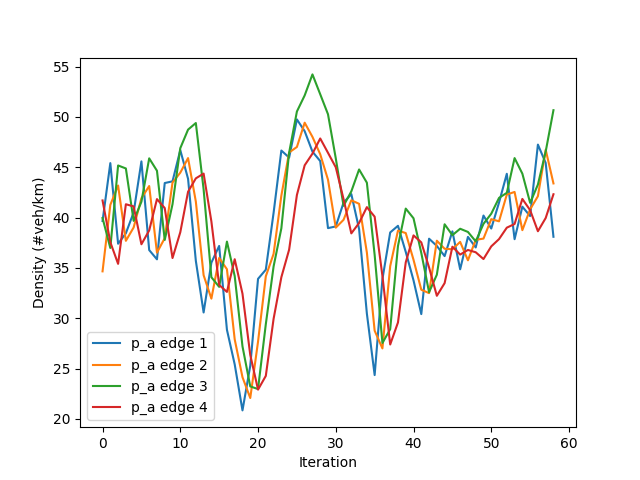 55
50
45
40
35
30
25
20
Density (#veh/km)
p_a edge 1
p_a edge 2
p_a edge 3
p_a edge 4
0 10 20 30 40 50 60
Iteration